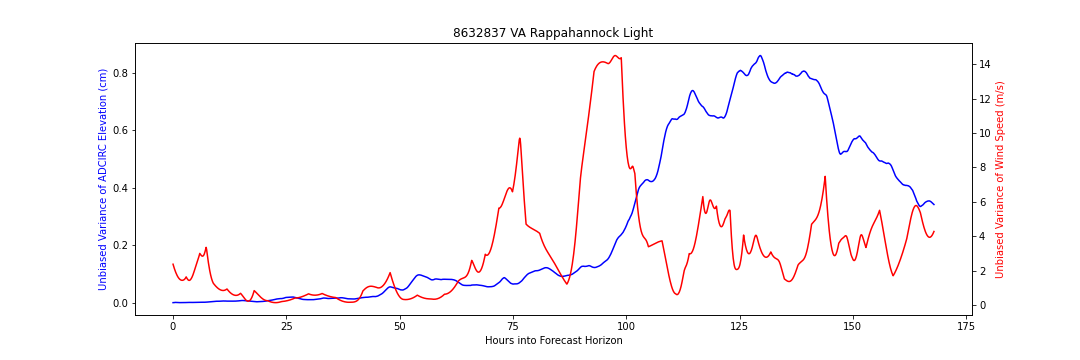 8632837 VA Rappahannock Light
Unbiased Variance of ADCIRC Elevation (cm)
0.8
0.6
0.4
0.2
0.0
14
12
10
8
6
4
2
0
Unbiased Variance of Wind Speed (m/s)
0 25 50 75 100 125 150 175
Hours into Forecast Horizon